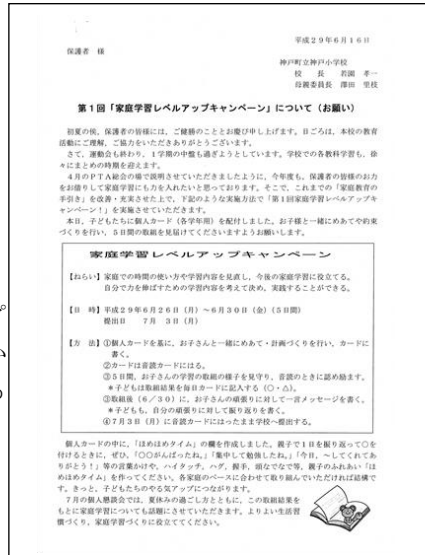 平成29年6月16日
保護者 様
神戸町立神戸小学校
校 長 若園 孝一
母親委員長 澤田 里枝
第1回「家庭学習レベルアップキャンペーン」について(お願い)
初夏の候、保護者の皆様には、ご健勝のこととお慶び申し上げます。日ごろは、本校の教育
活動にご理解、ご協力をいただきありがとうございます。
さて、運動会も終わり、1学期の中盤も過ぎようとしています。学校での各教科学習も、徐
々にまとめの時期を迎えます。
4月のPTA総会の場で説明させていただきましたように、今年度も、保護者の皆様のお力
をお借りして家庭学習にも力を入れたいと思っております。そこで、これまでの「家庭教育の
手引き」を改善・充実させた上で、下記のような実施方法で「第1回家庭学習レベルアップキ
ャンペーン!」を実施させていただきます。
本日、子どもたちに個人カード(各学年用)を配付しました。お子様と一緒にめあてや約束
づくりを行い、5日間の取組を見届けてくださいますようお願いします。
家庭学習レベルアップキャンペーン
【ねらい】家庭での時間の使い方や学習内容を見直し、今後の家庭学習に役立てる。
自分で力を伸ばすための学習内容を考えて決め、実践することができる。
【日 時】平成29年6月26日(月)~6月30日(金)(5日間)
提出日 7月 3日(月)
【方 法】①個人カードを基に、お子さんと一緒にめあて・計画づくりを行い、カードに
書く。
②カードは音読カードにはる。
③5日間、お子さんの学習の取組の様子を見守り、音読のときに認め励ます。
*子どもは取組結果を毎日カードに記入する(○・△)。
③取組後(6/30)に、お子さんの頑張りに対して一言メッセージを書く。
*子どもも、自分の頑張りに対して振り返りを書く。
④7月3日(月)に音読カードにはったまま学校へ提出する。
個人カードの中に、「ほめほめタイム」の欄を作成しました。親子で1日を振り返って○を
付けるときに、ぜひ、「○○がんばったね」、「集中して勉強したね。」「今日、~してくれてあ
りがとう!」等の言葉かけや、ハイタッチ、ハグ、握手、頭なでなで等、親子のふれあい「ほ
めほめタイム」を作ってください。各家庭のペースに合わせて取り組んでいただければ結構で
す。きっと、子どもたちのやる気アップにつながります。
7月の個人懇談会では、夏休みの過ごし方とともに、この取組結果を
もとに家庭学習についても話題にさせていただきます。よりよい生活習
慣づくり、家庭学習づくりに役立ててください。